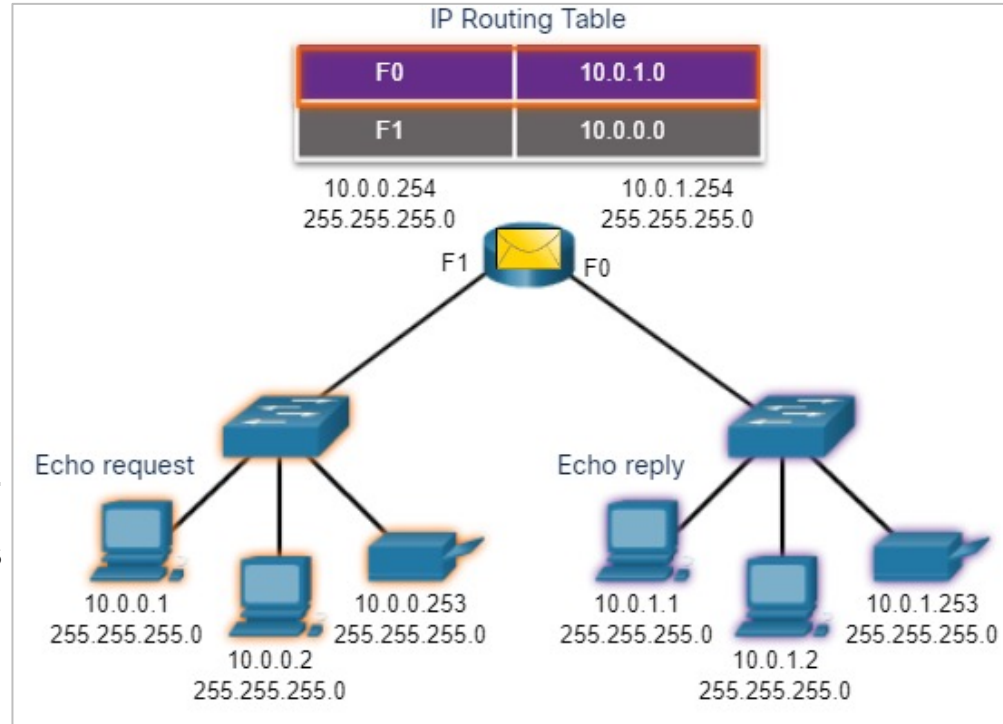 IP Routing Table
F0 10.0.1.0
F1 10.0.0.0
10.0.0.254 10.0.1.254
255.255.255.0 255.255.255.0
F1 F0
Echo request Echo reply
10.0.0.1 10.0.0.253 10.0.1.1 10.0.1.253
255.255.255.0 255.255.255.0 255.255.255.0 255.255.255.0
10.0.0.2 10.0.1.2
255.255.255.0 255.255.255.0